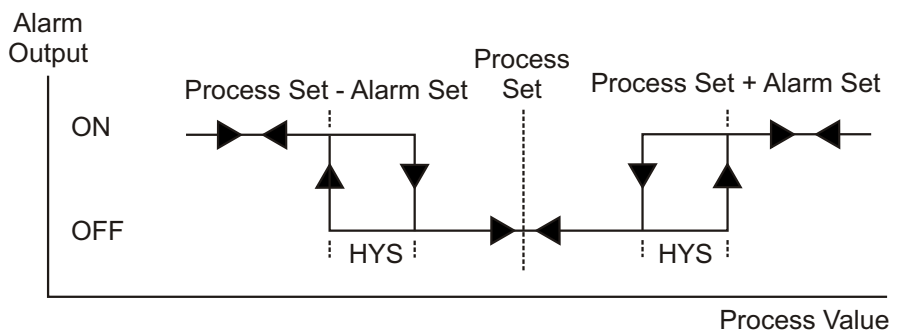 Alarm
Output
Process
Set
Process Set - Alarm Set
Process Set + Alarm Set
ON
OFF
HYS
HYS
Process Value